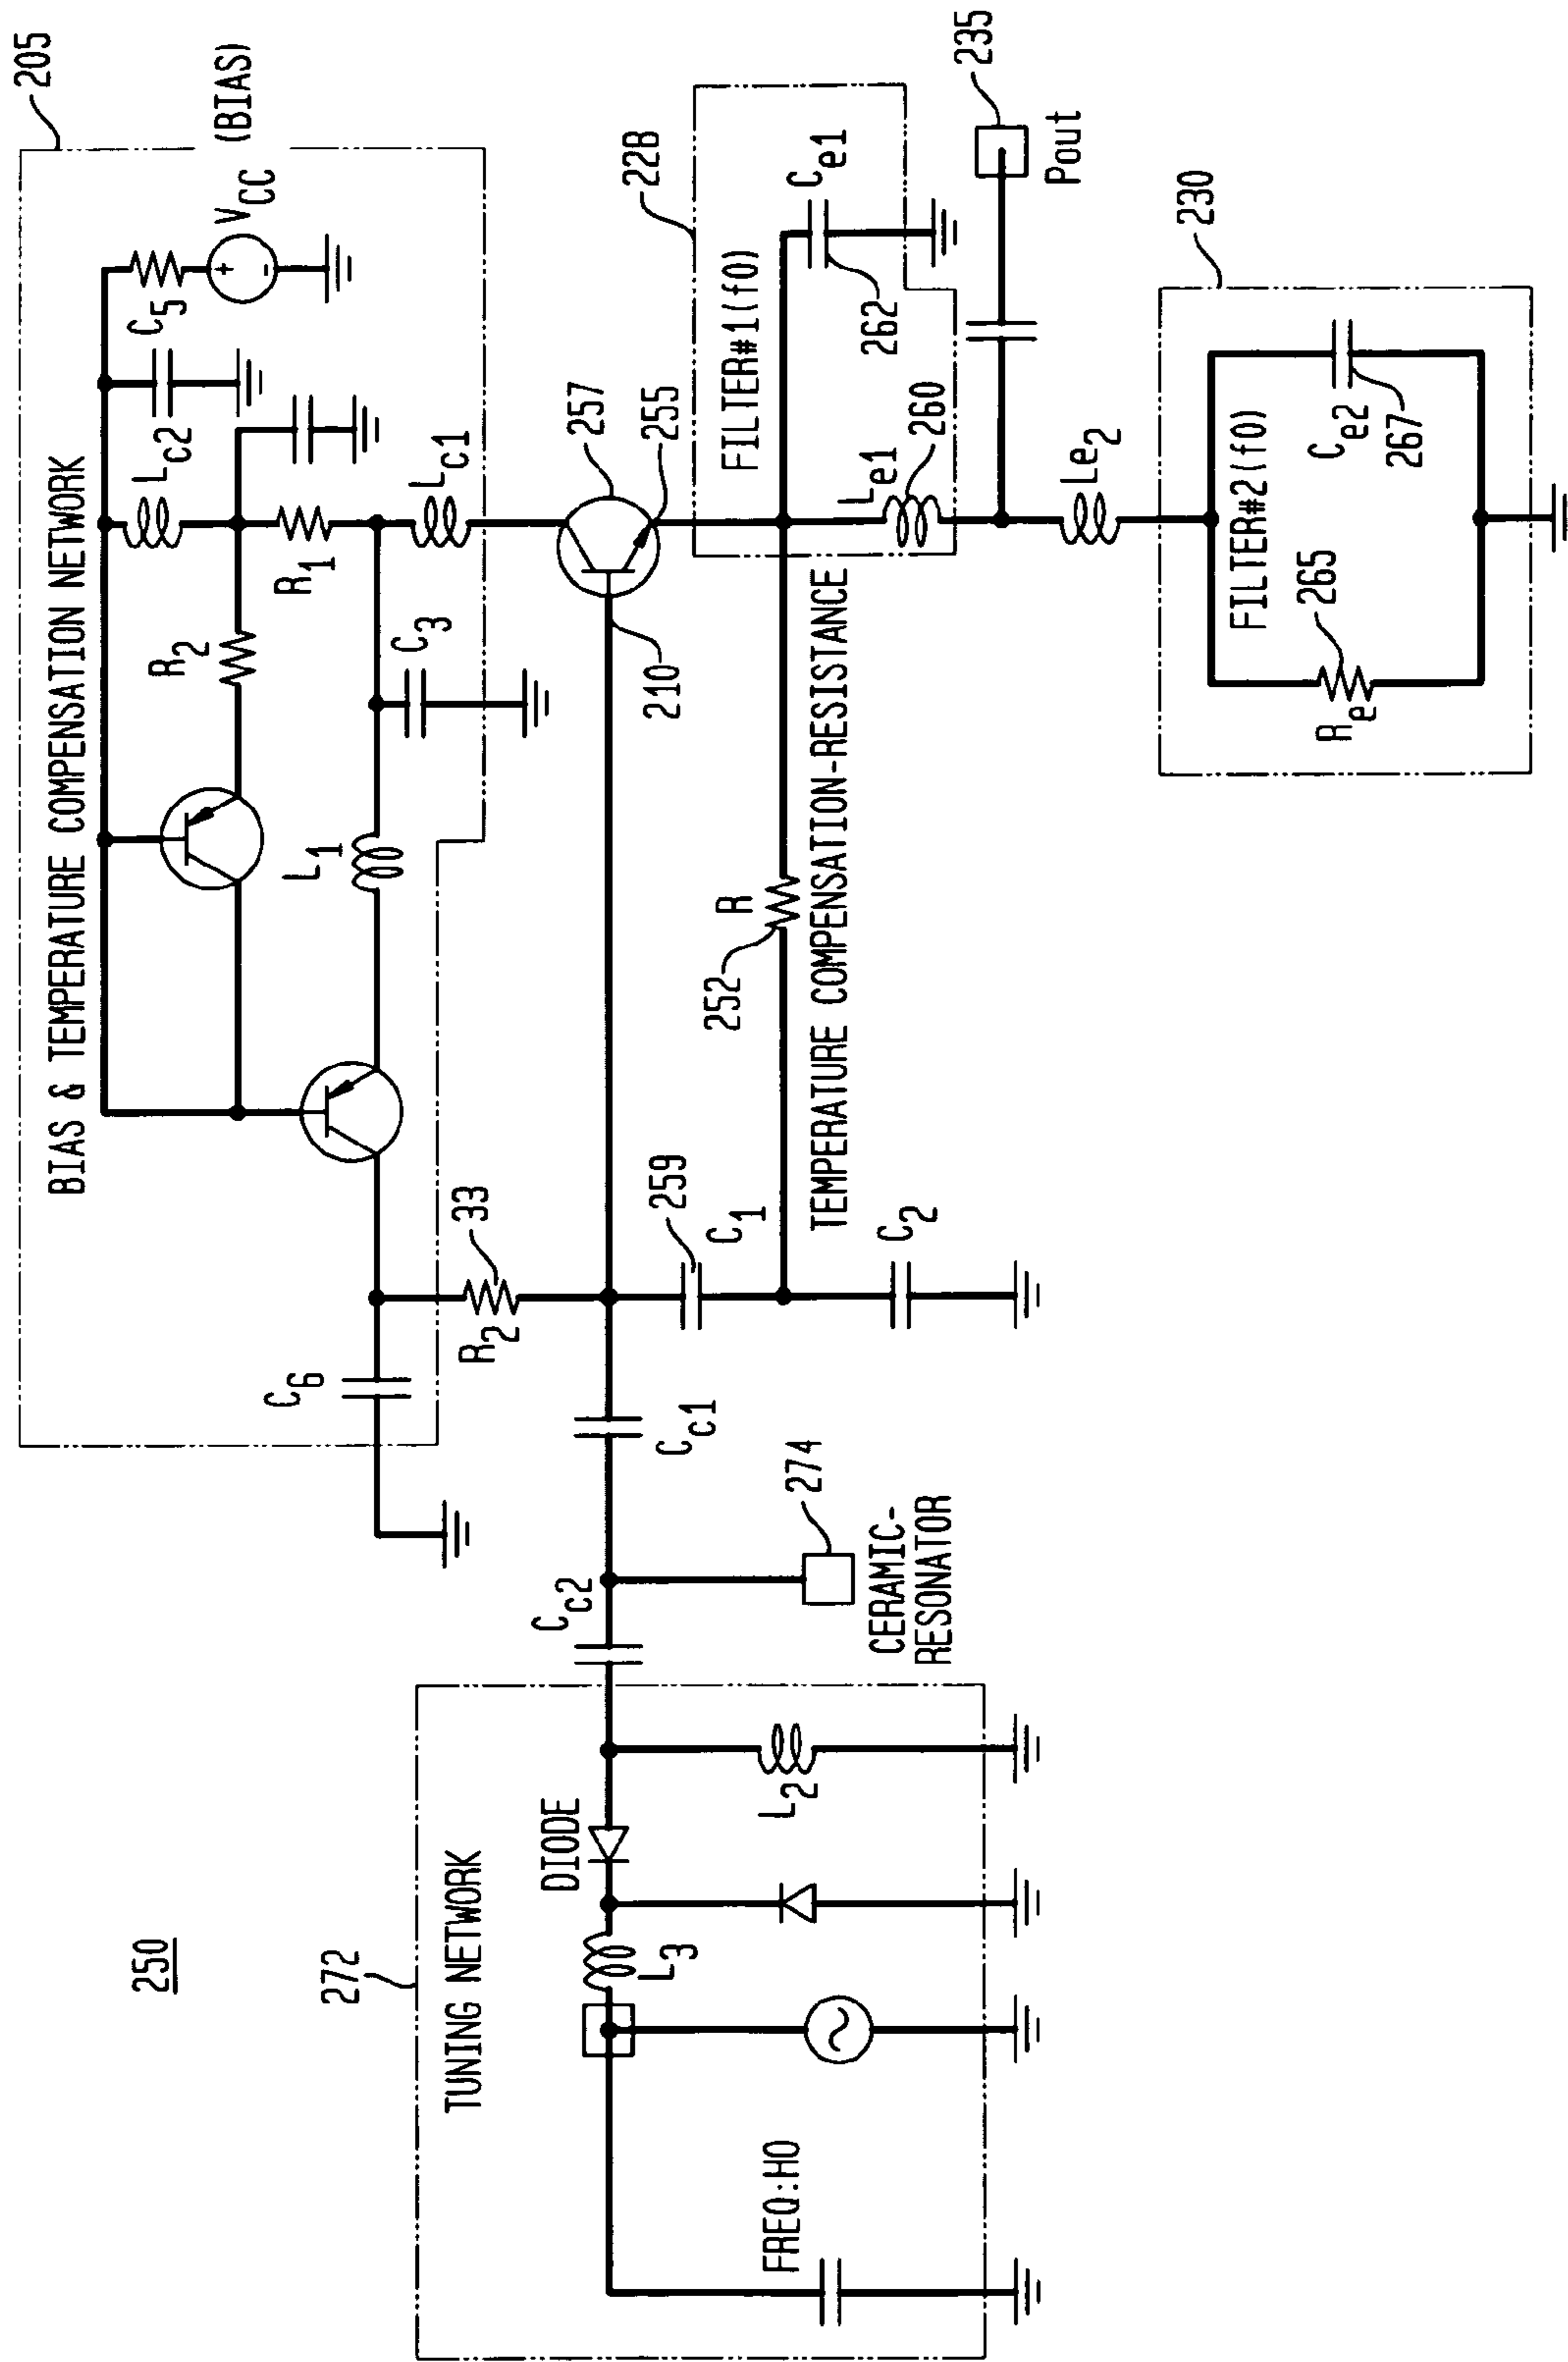 250
205
BIAS & TEMPERATURE COMPENSATION NETWORK
(BIAS)
VCC
C5
Lc2
R1
R2
Lc1
C3
L1
C6
33
R2
257
255
210
228
FILTER#1(f0)
Ce1
262
Le1
260
235
Pout
Le2
230
FILTER#2(f0)
265
Re
Ce2
267
R
252
TEMPERATURE COMPENSATION-RESISTANCE
259
C1
C2
Cc1
274
CERAMIC-
RESONATOR
Cc2
272
TUNING NETWORK
DIODE
L2
L3
FREQ:H0